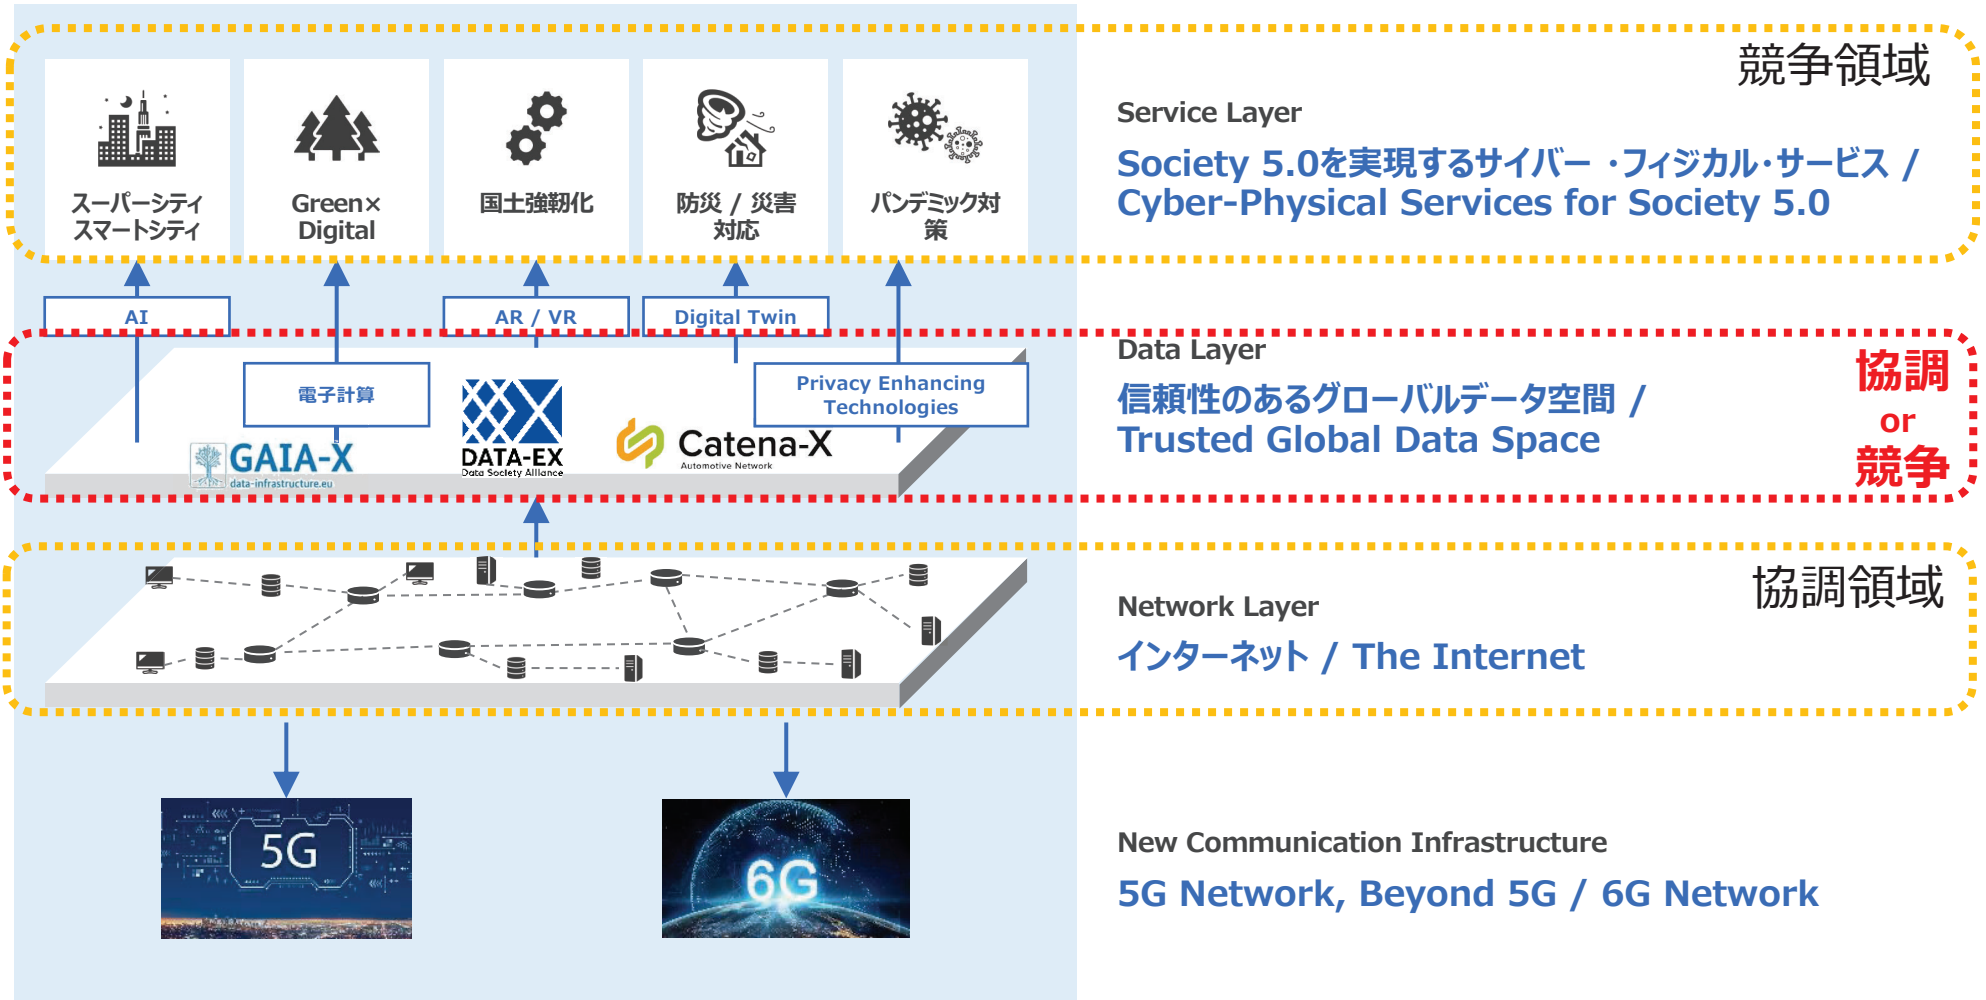 競争領域
Service Layer
Society 5.0を実現するサイバー ・フィジカル・サービス /
Cyber-Physical Services for Society 5.0
スーパーシティ
スマートシティ
Green×
Digital
国土強靭化
防災 / 災害
対応
パンデミック対
策
AI
AR / VR
Digital Twin
電子計算
Privacy Enhancing
Technologies
GAIA-X
data-infrastructure.eu
DATA-EX
Data Society Alliance
Catena-X
Automotive Network
Data Layer
信頼性のあるグローバルデータ空間 /
Trusted Global Data Space
協調
or
競争
協調領域
Network Layer
インターネット / The Internet
5G
6G
New Communication Infrastructure
5G Network, Beyond 5G / 6G Network